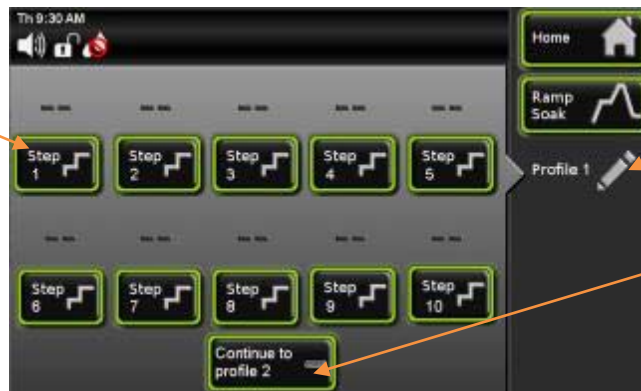 Th 9:30 AM
Home
Ramp
Soak
-- -- -- -- --
Step
1
Step
2
Step
3
Step
4
Step
5
Profile 1
-- -- -- -- --
Step
6
Step
7
Step
8
Step
9
Step
10
Continue to
profile 2